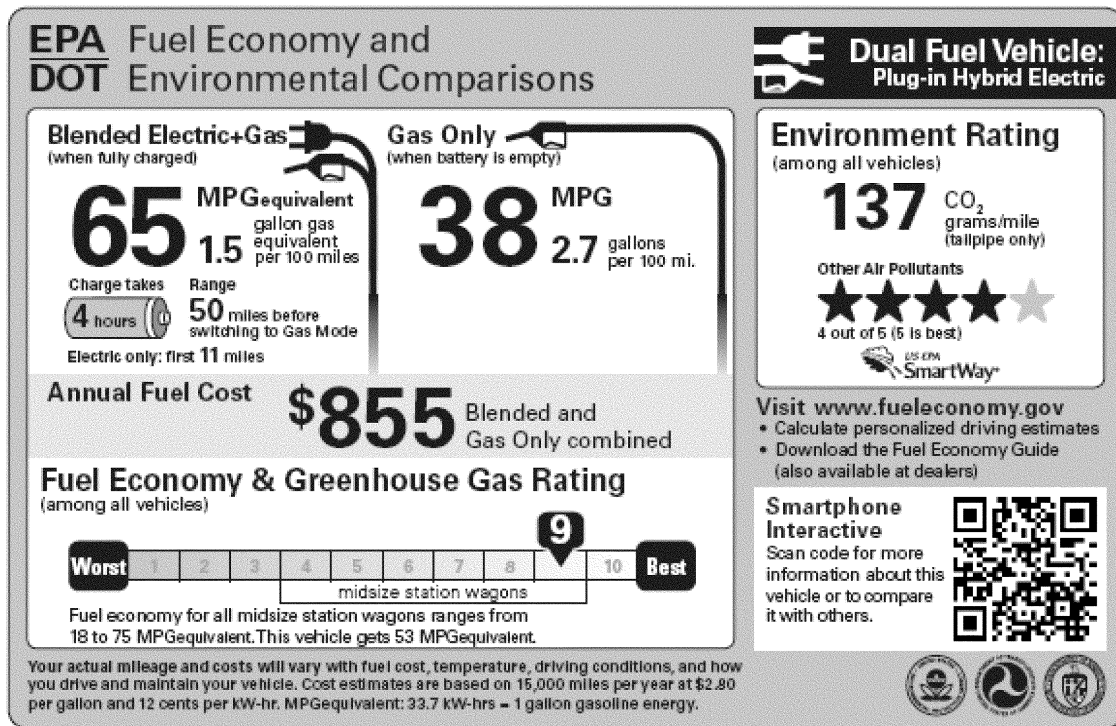 EPA
DOT
Fuel Economy and
Environmental Comparisons
Dual Fuel Vehicle:
Plug-in Hybrid Electric
Blended Electric+Gas
(when fully charged)
65 MPGequivalent
1.5 gallon gas
equivalent
per 100 miles
Charge takes
4 hours
Range
50 miles before
switching to Gas Mode
Electric only: first 11 miles
Gas Only
(when battery is empty)
38 MPG
2.7 gallons
per 100 mi.
Annual Fuel Cost
$855 Blended and
Gas Only combined
Fuel Economy & Greenhouse Gas Rating
(among all vehicles)
9
Worst 1 2 3 4 5 6 7 8 10 Best
midsize station wagons
Fuel economy for all midsize station wagons ranges from
18 to 75 MPGequivalent. This vehicle gets 53 MPGequivalent.
Environment Rating
(among all vehicles)
137 CO₂
grams/mile
(tailpipe only)
Other Air Pollutants
4 out of 5 (5 is best)
US EPA
SmartWay
Visit www.fueleconomy.gov
• Calculate personalized driving estimates
• Download the Fuel Economy Guide
(also available at dealers)
Smartphone
Interactive
Scan code for more
information about this
vehicle or to compare
it with others.
Your actual mileage and costs will vary with fuel cost, temperature, driving conditions, and how
you drive and maintain your vehicle. Cost estimates are based on 15,000 miles per year at $2.80
per gallon and 12 cents per kW-hr. MPGequivalent: 33.7 kW-hrs = 1 gallon gasoline energy.